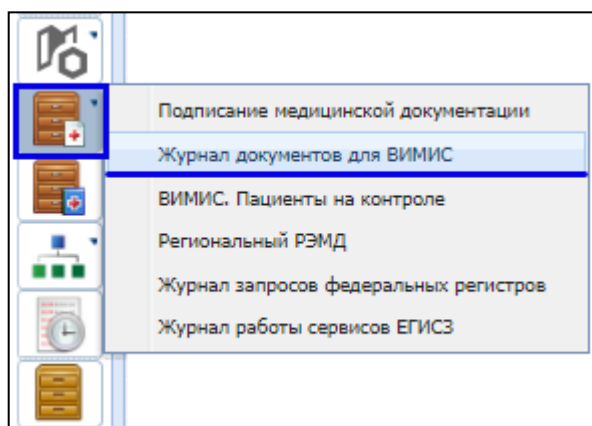 Подписание медицинской документации
Журнал документов для ВИМИС
ВИМИС. Пациенты на контроле
Региональный РЭМД
Журнал запросов федеральных регистров
Журнал работы сервисов ЕГИСЗ